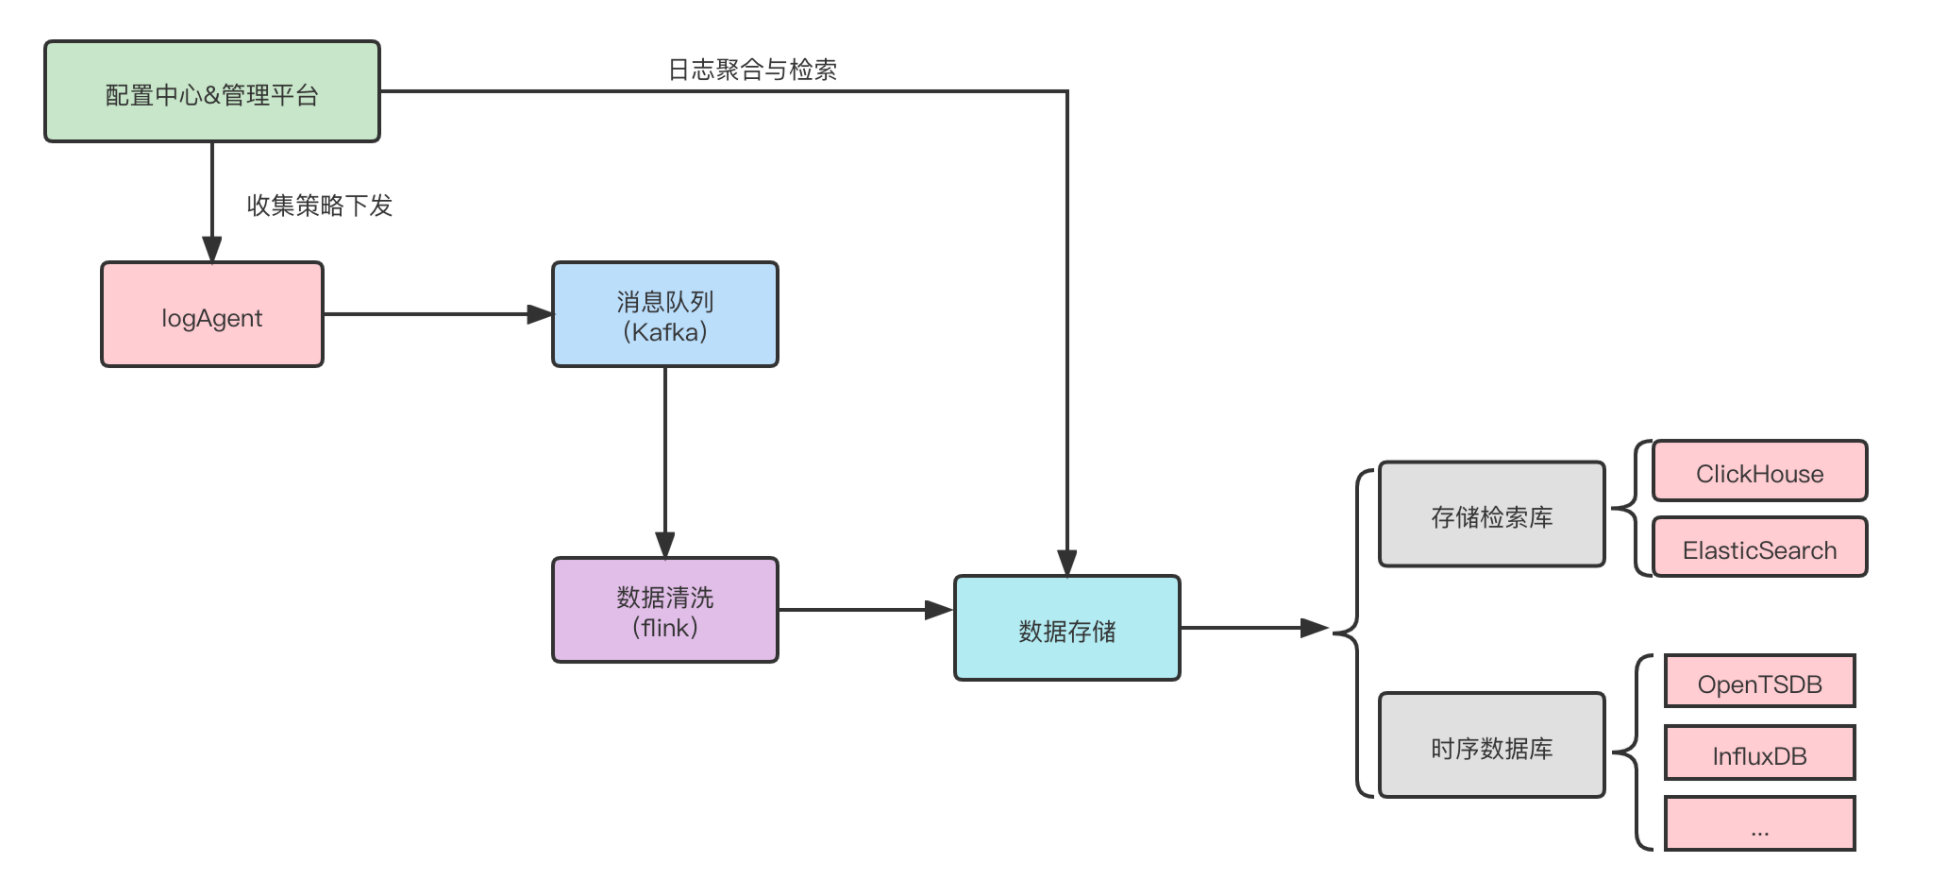 配置中心&管理平台
日志聚合与检索
收集策略下发
logAgent
消息队列
(Kafka)
数据清洗
(flink)
数据存储
存储检索库
ClickHouse
ElasticSearch
时序数据库
OpenTSDB
InfluxDB
...